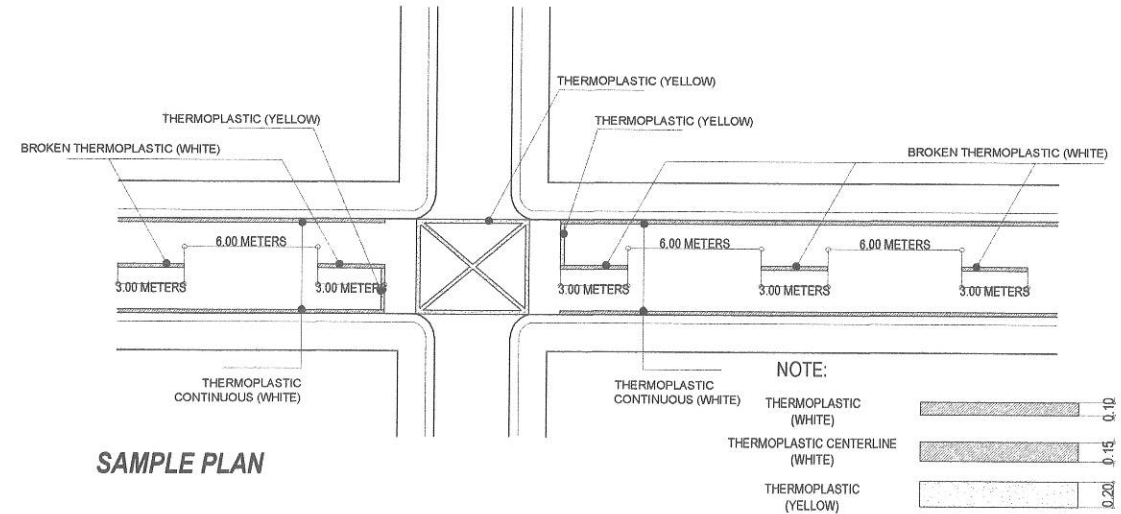 THERMOPLASTIC (YELLOW)
THERMOPLASTIC (YELLOW)
THERMOPLASTIC (YELLOW)
BROKEN THERMOPLASTIC (WHITE)
BROKEN THERMOPLASTIC (WHITE)
6.00 METERS
6.00 METERS
6.00 METERS
3.00 METERS
3.00 METERS
3.00 METERS
3.00 METERS
3.00 METERS
THERMOPLASTIC
CONTINUOUS (WHITE)
THERMOPLASTIC
CONTINUOUS (WHITE)
NOTE:
THERMOPLASTIC
(WHITE)
0.10
THERMOPLASTIC CENTERLINE
(WHITE)
0.15
THERMOPLASTIC
(YELLOW)
0.20
SAMPLE PLAN